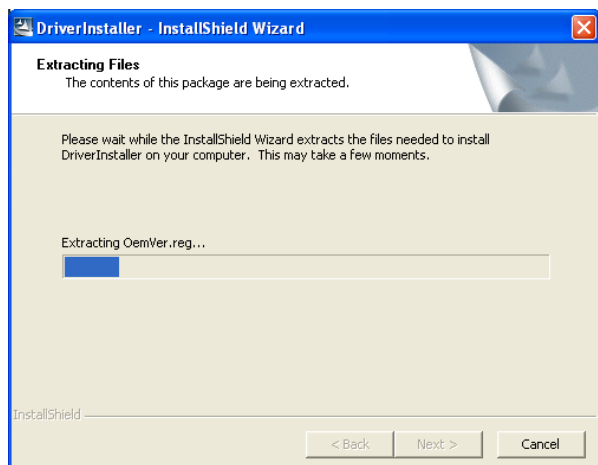 DriverInstaller - InstallShield Wizard
Extracting Files
The contents of this package are being extracted.
Please wait while the InstallShield Wizard extracts the files needed to install
DriverInstaller on your computer.  This may take a few moments.
Extracting OemVer.reg...
InstallShield
< Back
Next >
Cancel